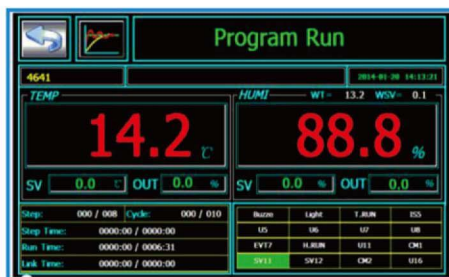 Program Run
4641
2014-01-20 14:13:21
TEMP
HUMI WT= 13.2 WSV= 0.1
14.2 ℃
88.8 %
SV 0.0 ℃ OUT 0.0 %
SV 0.0 % OUT 0.0 %
Step: 000 / 008 Cycle: 000 / 010
Step Time: 0000:00 / 0000:00
Run Time: 0000:00 / 0006:31
Link Time: 0000:00 / 0000:00
Buzze Light T.RUN IS5
U5 U6 U7 U8
EVT7 H.RUN U11 CM1
SV11 SV12 CM2 U16